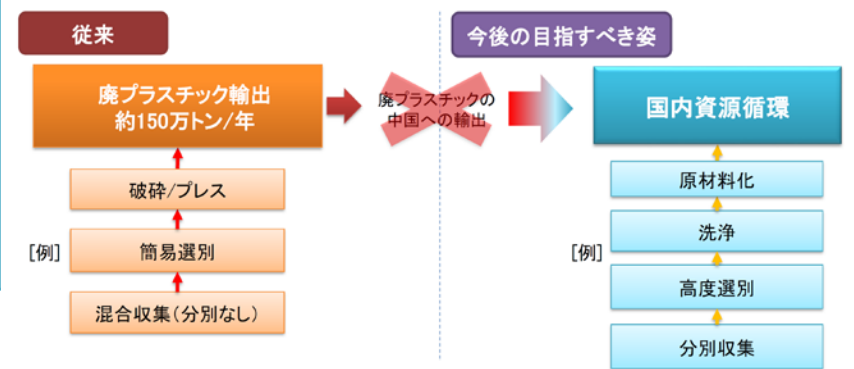 従来
廃プラスチック輸出
約150万トン/年
破砕/プレス
[例]
簡易選別
混合収集(分別なし)
廃プラスチックの
中国への輸出
今後の目指すべき姿
国内資源循環
原材料化
洗浄
[例]
高度選別
分別収集